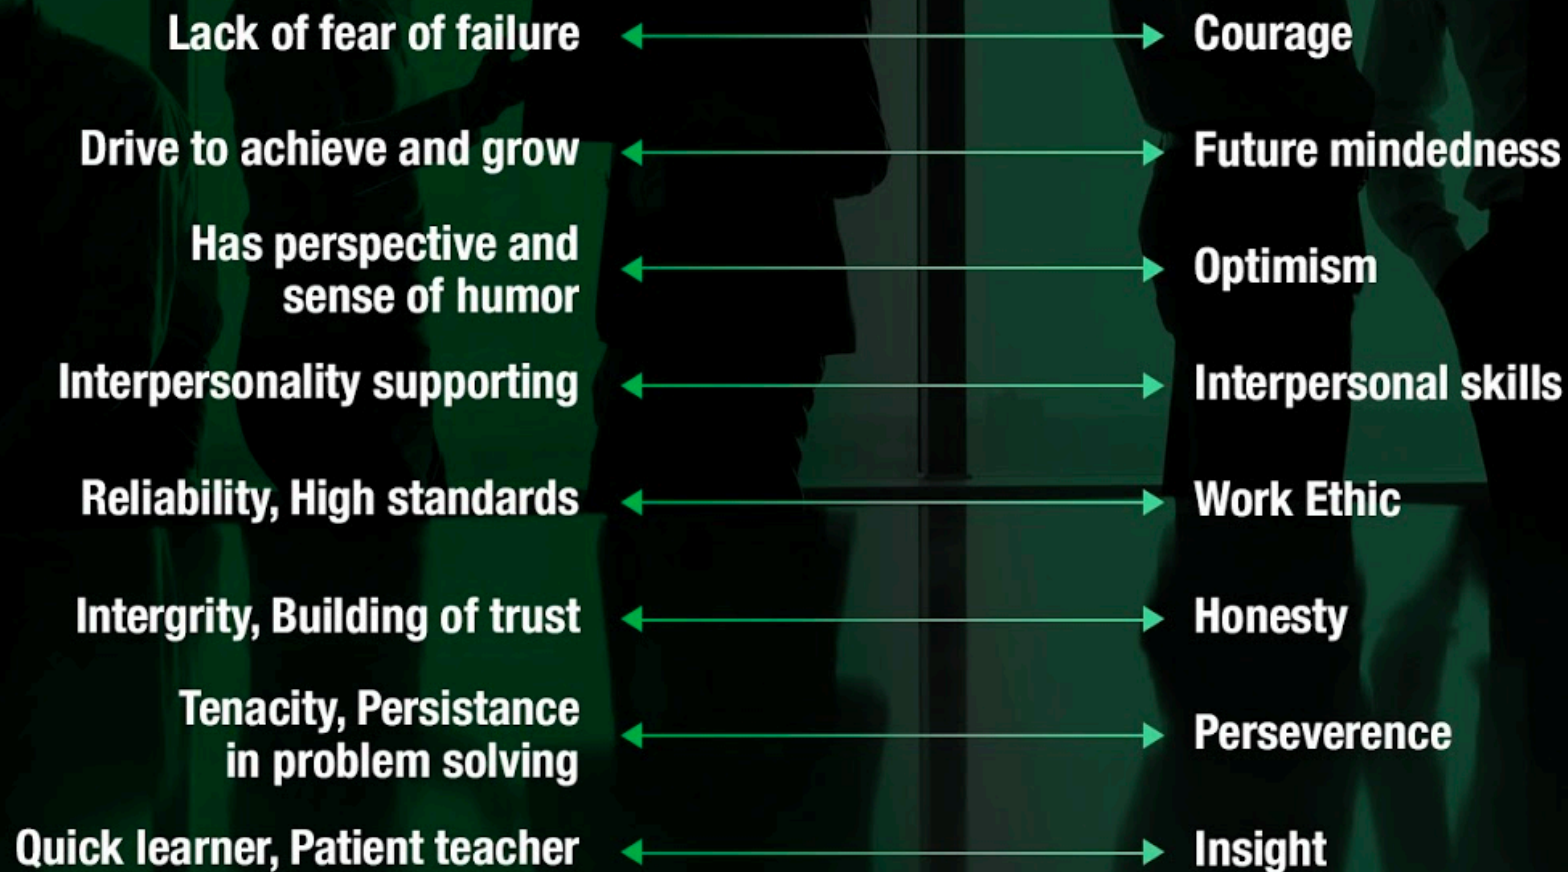 Lack of fear of failure
Courage
Drive to achieve and grow
Future mindedness
Has perspective and
sense of humor
Optimism
Interpersonality supporting
Interpersonal skills
Reliability, High standards
Work Ethic
Intergrity, Building of trust
Honesty
Tenacity, Persistance
in problem solving
Perseverence
Quick learner, Patient teacher
Insight